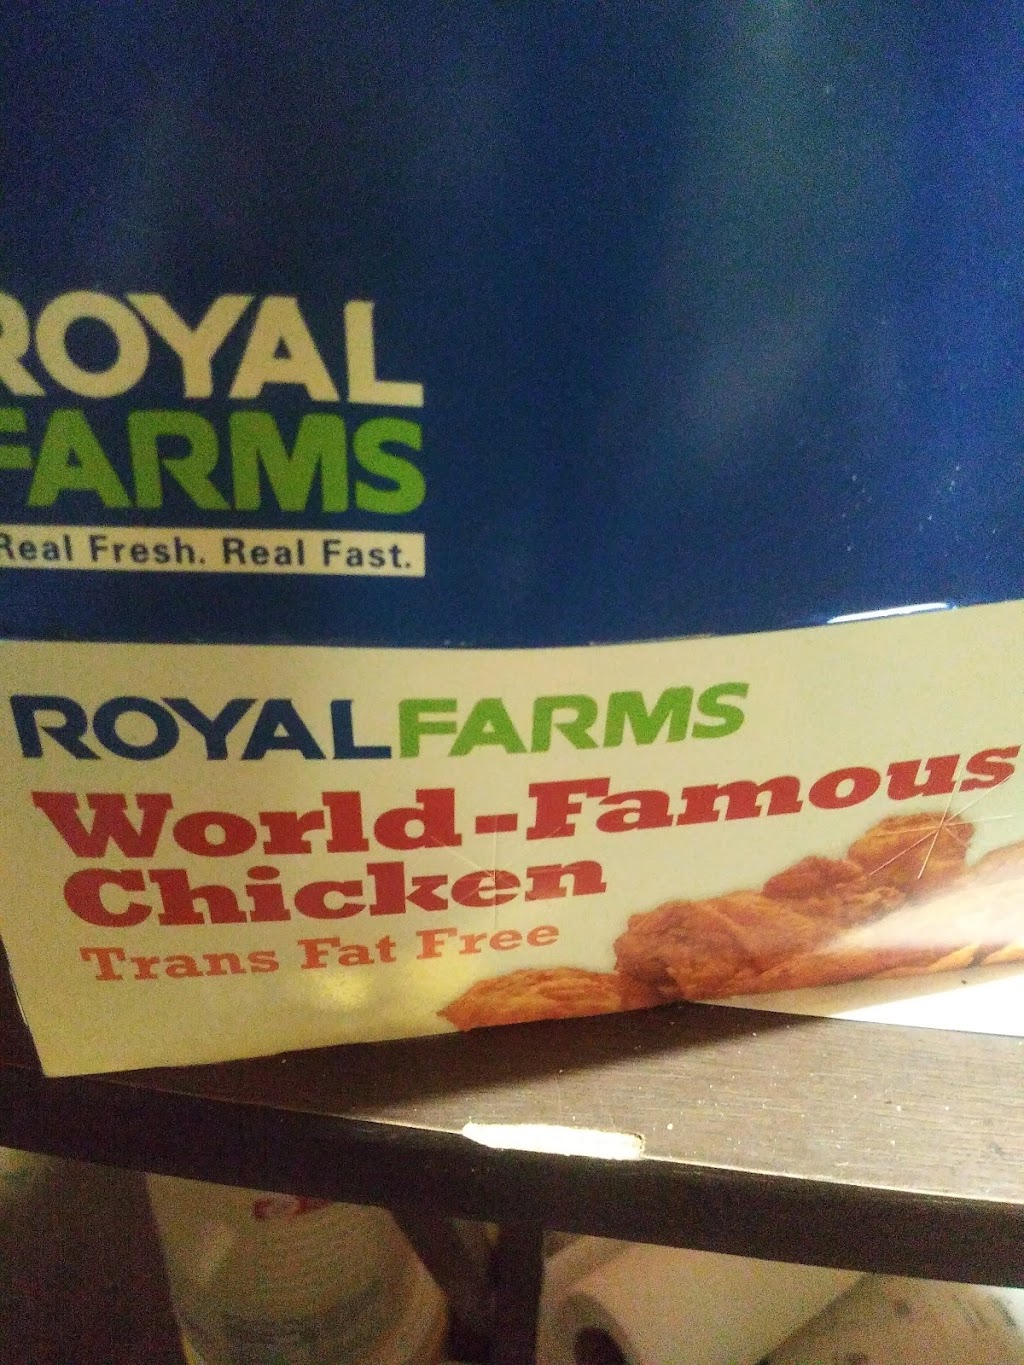 ROYAL
FARMS
Real Fresh. Real Fast.
ROYALFARMS
World-Famous
Chicken
Trans Fat Free